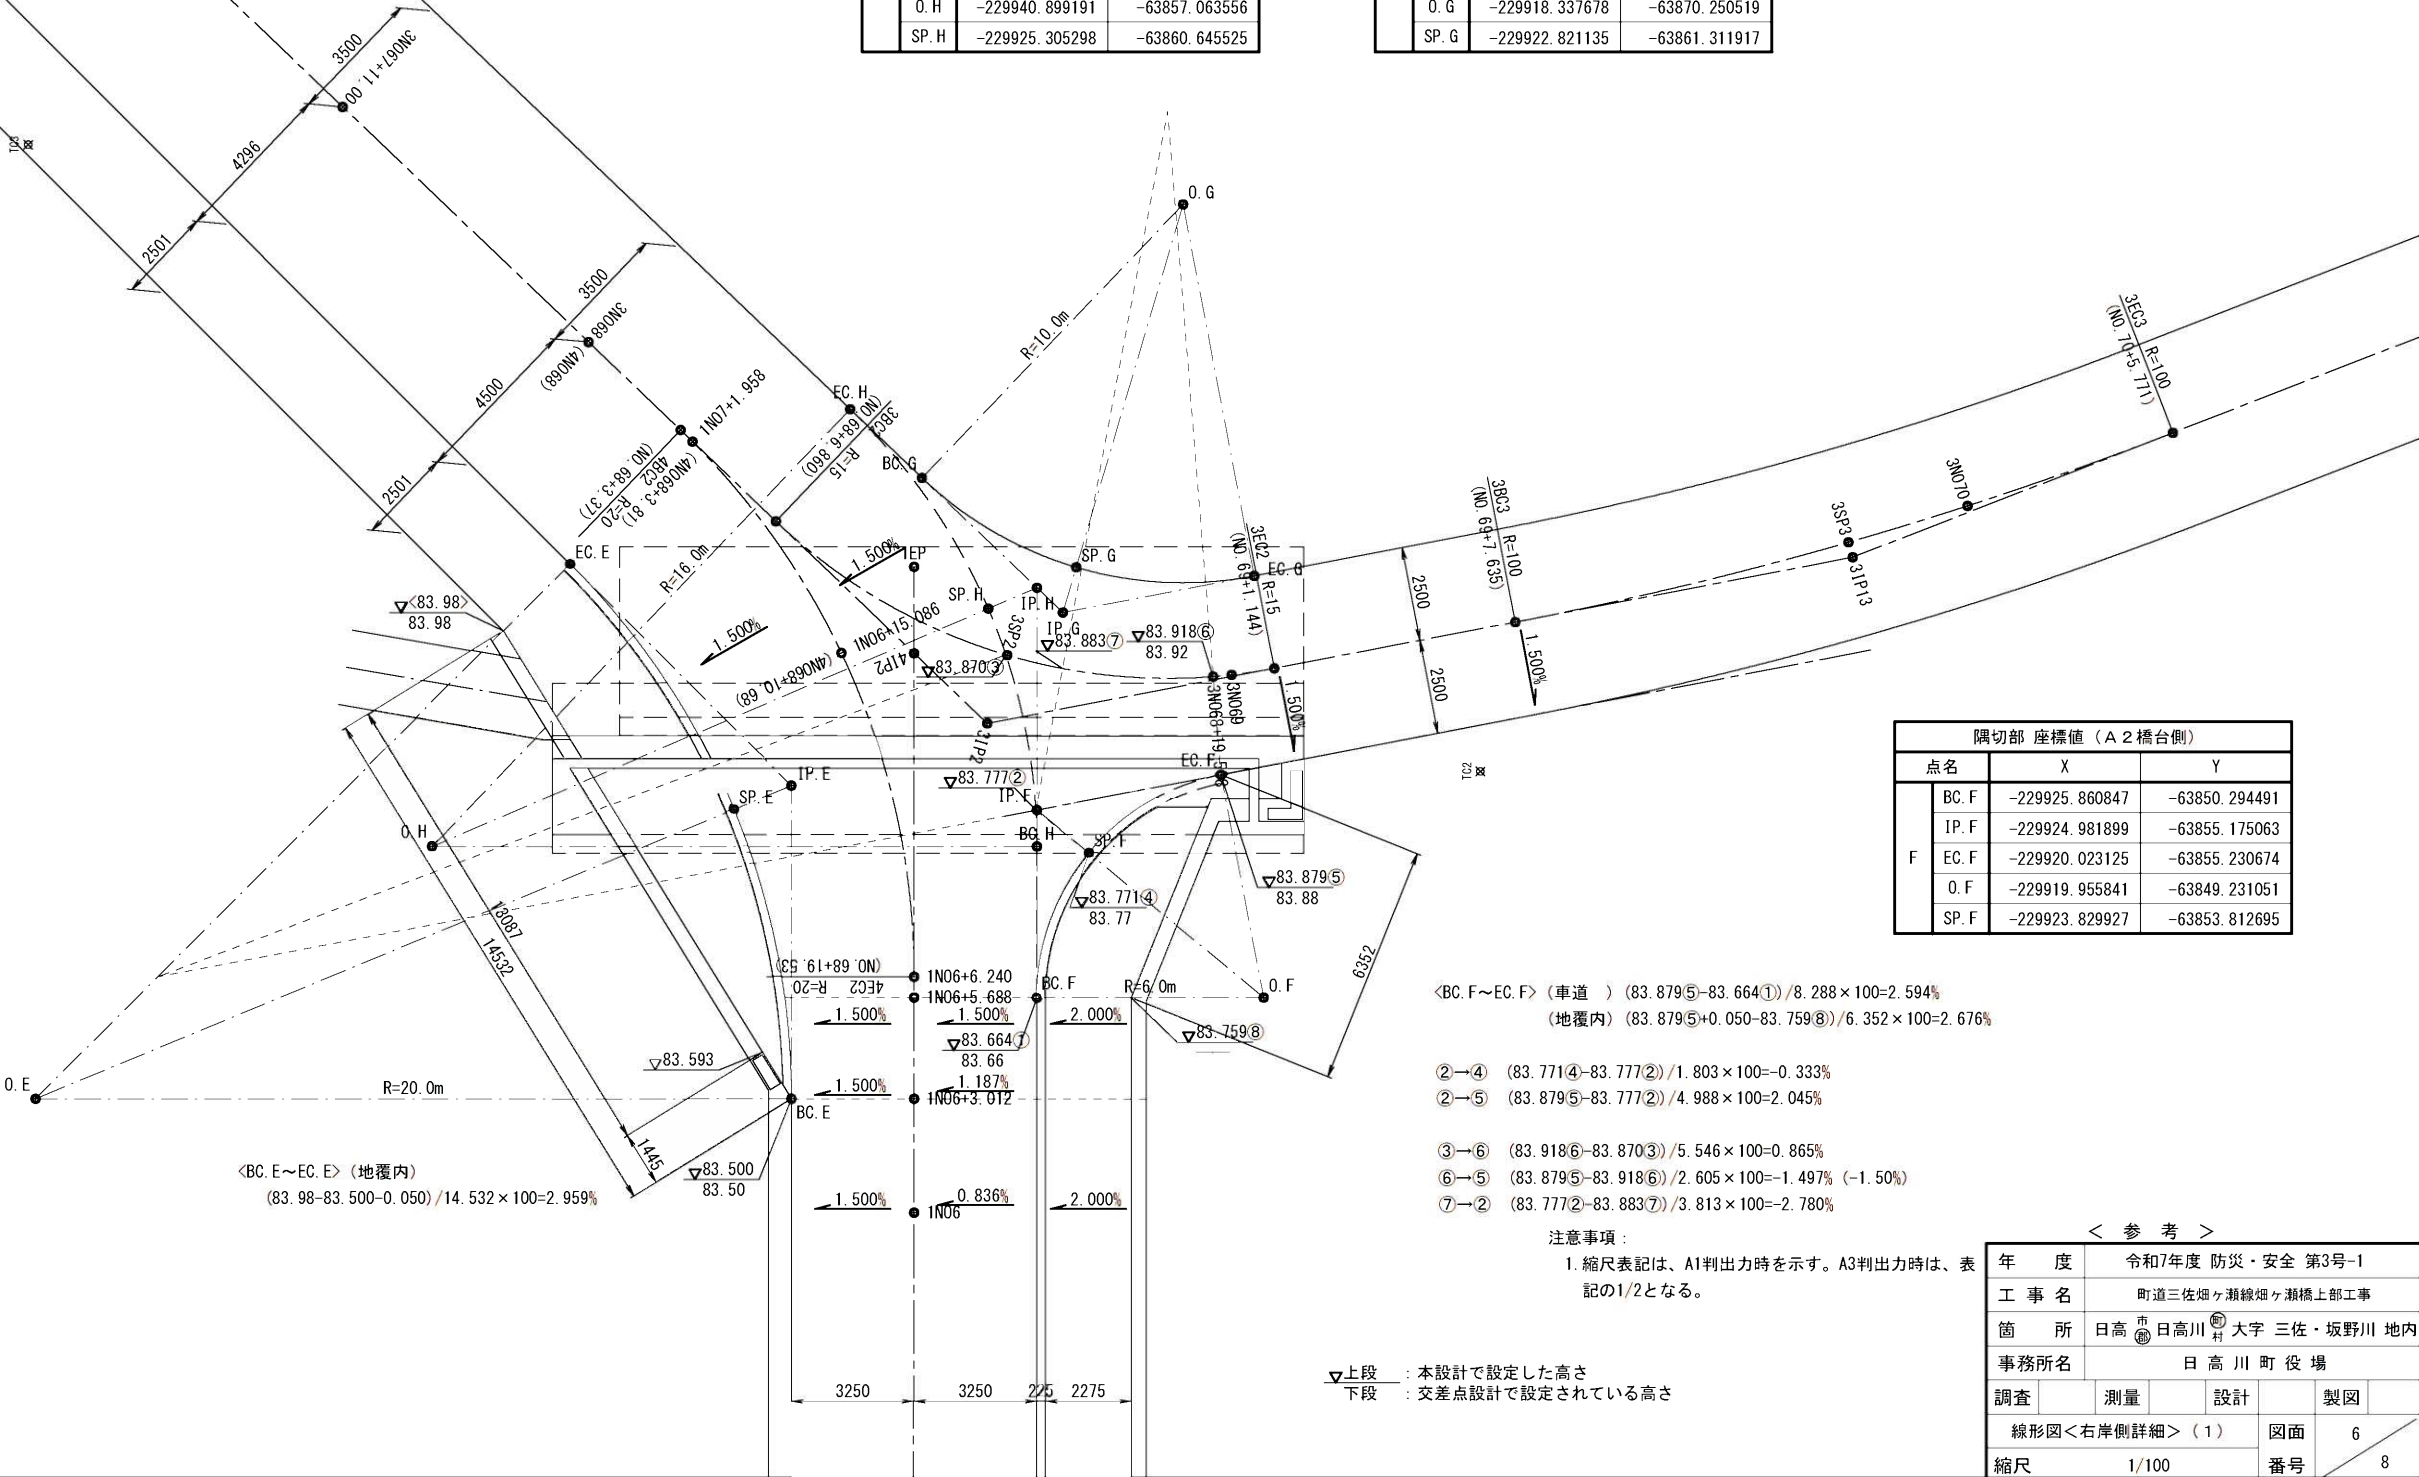 O.H -229940.899191 -63857.063556
SP.H -229925.305298 -63860.645525
O.G -229918.337678 -63870.250519
SP.G -229922.821135 -63861.311917
3500
3NO67+11.00
TC3
4296
2501
O.G
3500
3NO68
(4NO68)
R=10.0m
4500
1NO7+1.958
EC.H
3BC2 R=15
(NO.68+6.860)
BC.G
4BC2 R=20
(NO.68+3.37)
(4NO68+3.81)
2501
3EC3 R=100
(NO.70+5.771)
3NO70
3SP3
3IP13
3BC3 R=100
(NO.69+7.635)
3EC2 R=15
(NO.69+1.144)
EC.G
SP.G
1.500%
IEP
EC.E
R=16.0m
SP.H
IP.H
IP.G
3SP2
▽<83.98>
83.98
1.500%
1NO6+15.086
(4NO68+10.68)
4IP2
▽83.870③
▽83.883⑦
▽83.918⑥
83.92
2500
2500
1.500%
1.500%
3NO69
3IP2
EC.F
TC2
IP.E
▽83.777②
SP.E
IP.F
O.H
BC.H
SP.F
▽83.879⑤
83.88
▽83.771④
83.77
13087
14532
6352
(NO.68+19.53)
4EC2 R=20
1NO6+6.240
1NO6+5.688
BC.F
R=6.0m
O.F
1.500% 1.500% 2.000%
▽83.664①
83.66
▽83.759⑧
▽83.593
O.E
R=20.0m
1.500% 1.187%
BC.E
1NO6+3.012
1445
▽83.500
83.50
1.500% 0.836% 2.000%
1NO6
<BC.E～EC.E> (地覆内)
(83.98-83.500-0.050)/14.532×100=2.959%
3250 3250 225 2275
隅切部 座標値（Ａ２橋台側）
点名 X Y
F
BC.F -229925.860847 -63850.294491
IP.F -229924.981899 -63855.175063
EC.F -229920.023125 -63855.230674
O.F -229919.955841 -63849.231051
SP.F -229923.829927 -63853.812695
<BC.F～EC.F> (車道　) (83.879⑤-83.664①)/8.288×100=2.594%
(地覆内) (83.879⑤+0.050-83.759⑧)/6.352×100=2.676%
②→④ (83.771④-83.777②)/1.803×100=-0.333%
②→⑤ (83.879⑤-83.777②)/4.988×100=2.045%
③→⑥ (83.918⑥-83.870③)/5.546×100=0.865%
⑥→⑤ (83.879⑤-83.918⑥)/2.605×100=-1.497% (-1.50%)
⑦→② (83.777②-83.883⑦)/3.813×100=-2.780%
注意事項：
1.縮尺表記は、A1判出力時を示す。A3判出力時は、表
記の1/2となる。
▽上段 ：本設計で設定した高さ
下段 ：交差点設計で設定されている高さ
＜ 参 考 ＞
年 度 令和7年度 防災・安全 第3号-1
工 事 名 町道三佐畑ヶ瀬線畑ヶ瀬橋上部工事
箇 所 日高 市 郡 日高川 町 村 大字 三佐・坂野川 地内
事務所名 日 高 川 町 役 場
調査 測量 設計 製図
線形図＜右岸側詳細＞（１） 図面 6
縮尺 1/100 番号 8